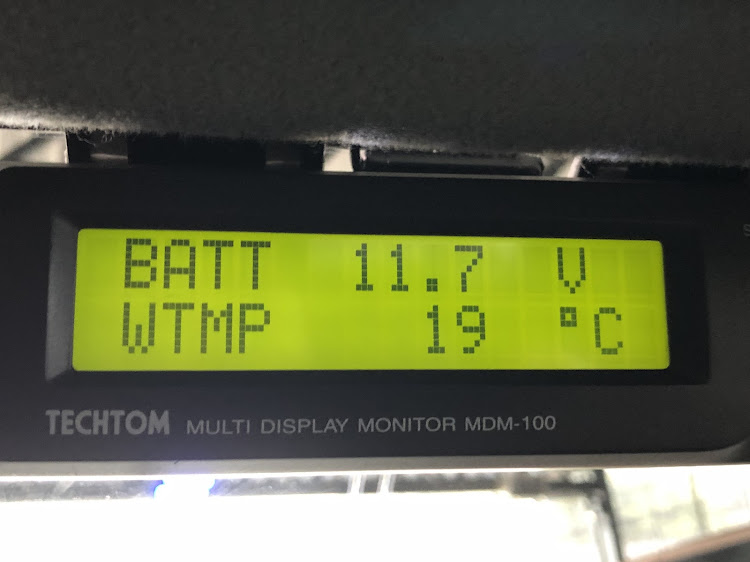 BATT 11.7 V
WTMP 19 °C
TECHTOM MULTI DISPLAY MONITOR MDM-100